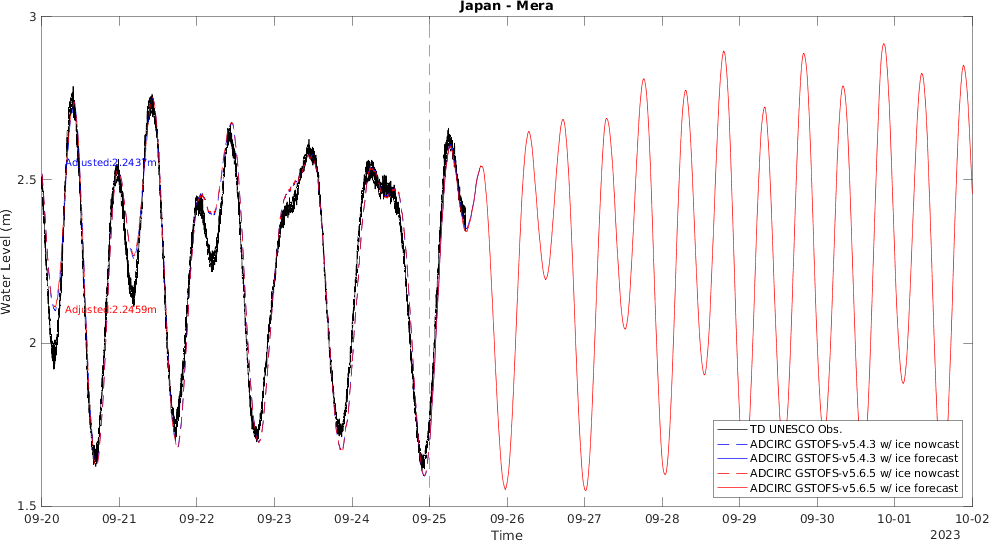 Japan - Mera
3
2.5
2
1.5
Water Level (m)
Adjusted:2.2437m
Adjusted:2.2459m
TD UNESCO Obs.
ADCIRC GSTOFS-v5.4.3 w/ ice nowcast
ADCIRC GSTOFS-v5.4.3 w/ ice forecast
ADCIRC GSTOFS-v5.6.5 w/ ice nowcast
ADCIRC GSTOFS-v5.6.5 w/ ice forecast
09-20 09-21 09-22 09-23 09-24 09-25 09-26 09-27 09-28 09-29 09-30 10-01 10-02
Time
2023